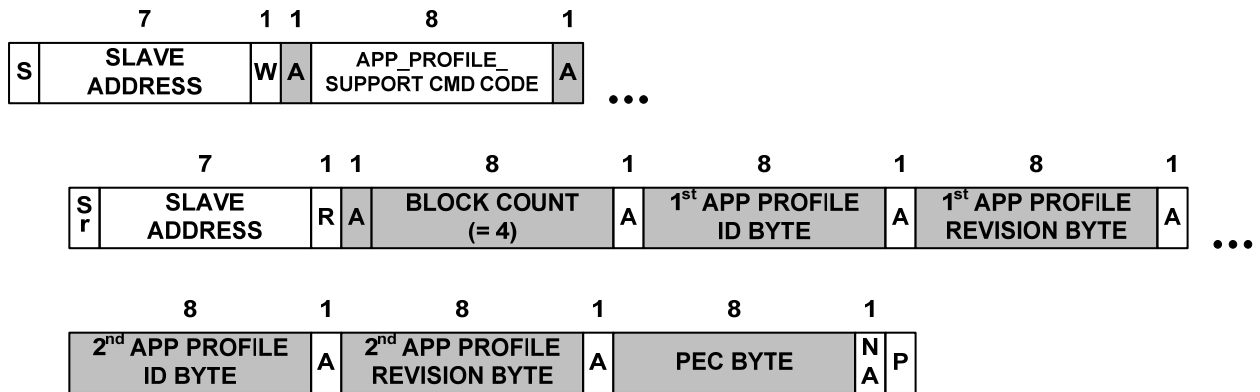 7 1 1 8 1
S SLAVE ADDRESS W A APP_PROFILE_ SUPPORT CMD CODE A •••
7 1 1 8 1 8 1 8 1
Sr SLAVE ADDRESS R A BLOCK COUNT (= 4) A 1st APP PROFILE ID BYTE A 1st APP PROFILE REVISION BYTE A •••
8 1 8 1 8 1
2nd APP PROFILE ID BYTE A 2nd APP PROFILE REVISION BYTE A PEC BYTE NA P